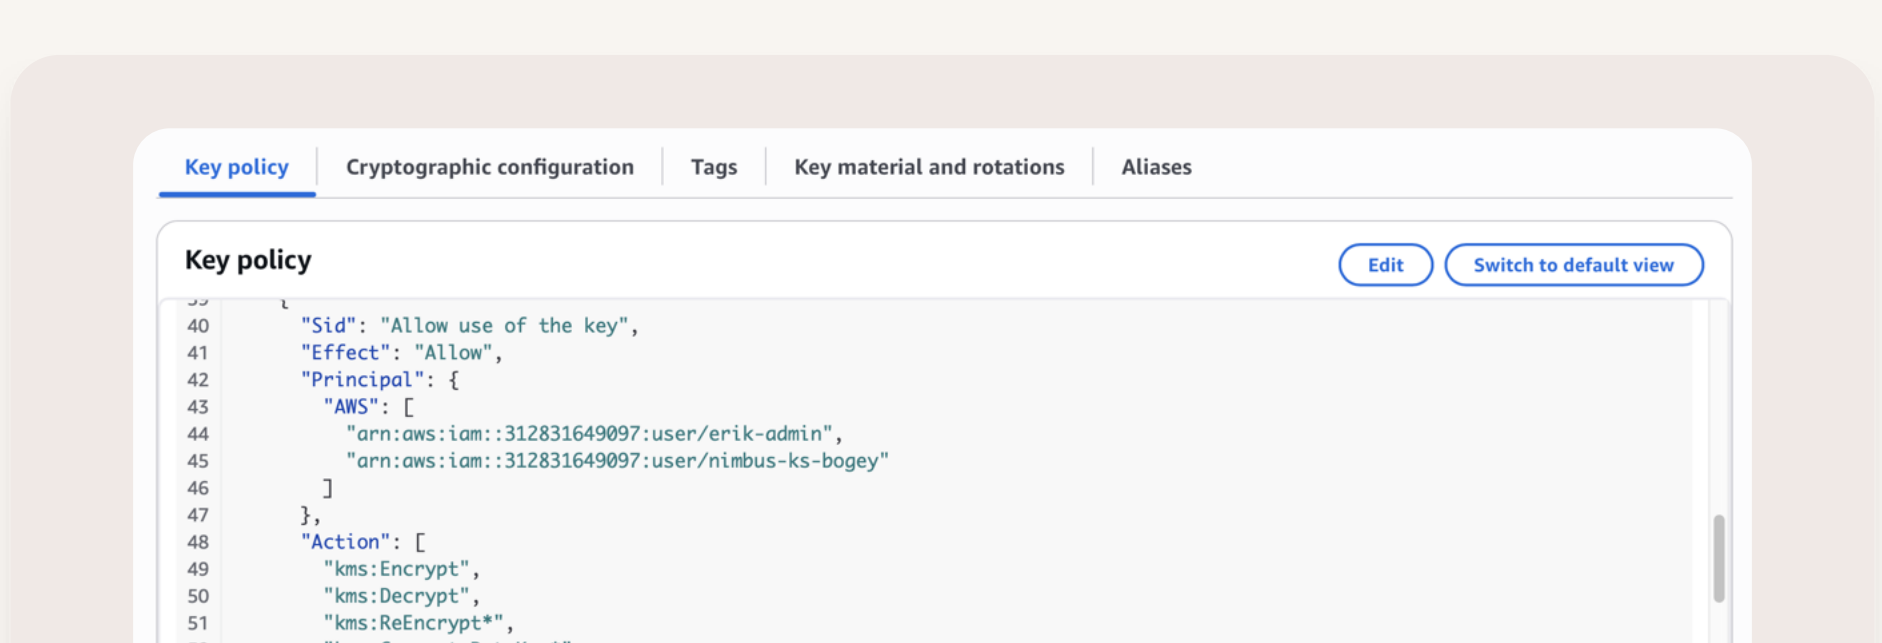 Key policy
Cryptographic configuration
Tags
Key material and rotations
Aliases
Key policy
Edit
Switch to default view
39 {
40 "Sid": "Allow use of the key",
41 "Effect": "Allow",
42 "Principal": {
43 "AWS": [
44 "arn:aws:iam::312831649097:user/erik-admin",
45 "arn:aws:iam::312831649097:user/nimbus-ks-bogey"
46 ]
47 },
48 "Action": [
49 "kms:Encrypt",
50 "kms:Decrypt",
51 "kms:ReEncrypt*",